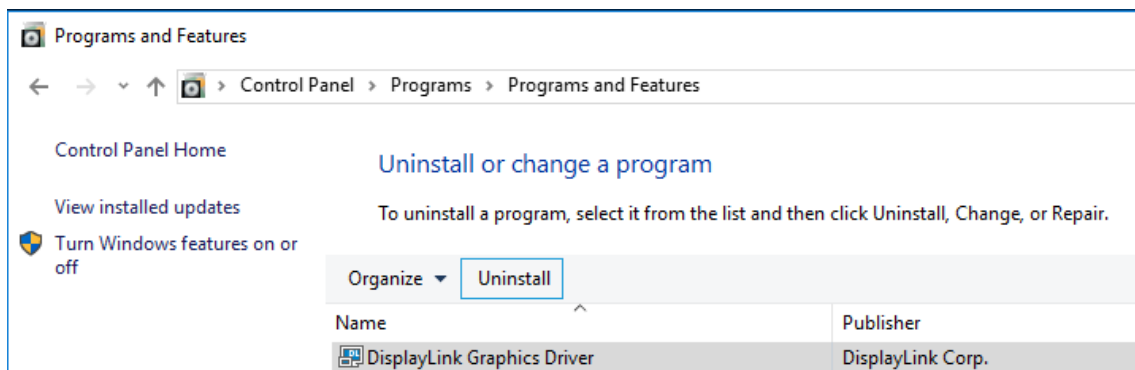 Programs and Features
Control Panel > Programs > Programs and Features
Control Panel Home
Uninstall or change a program
View installed updates
To uninstall a program, select it from the list and then click Uninstall, Change, or Repair.
Turn Windows features on or
off
Organize Uninstall
Name Publisher
DisplayLink Graphics Driver DisplayLink Corp.